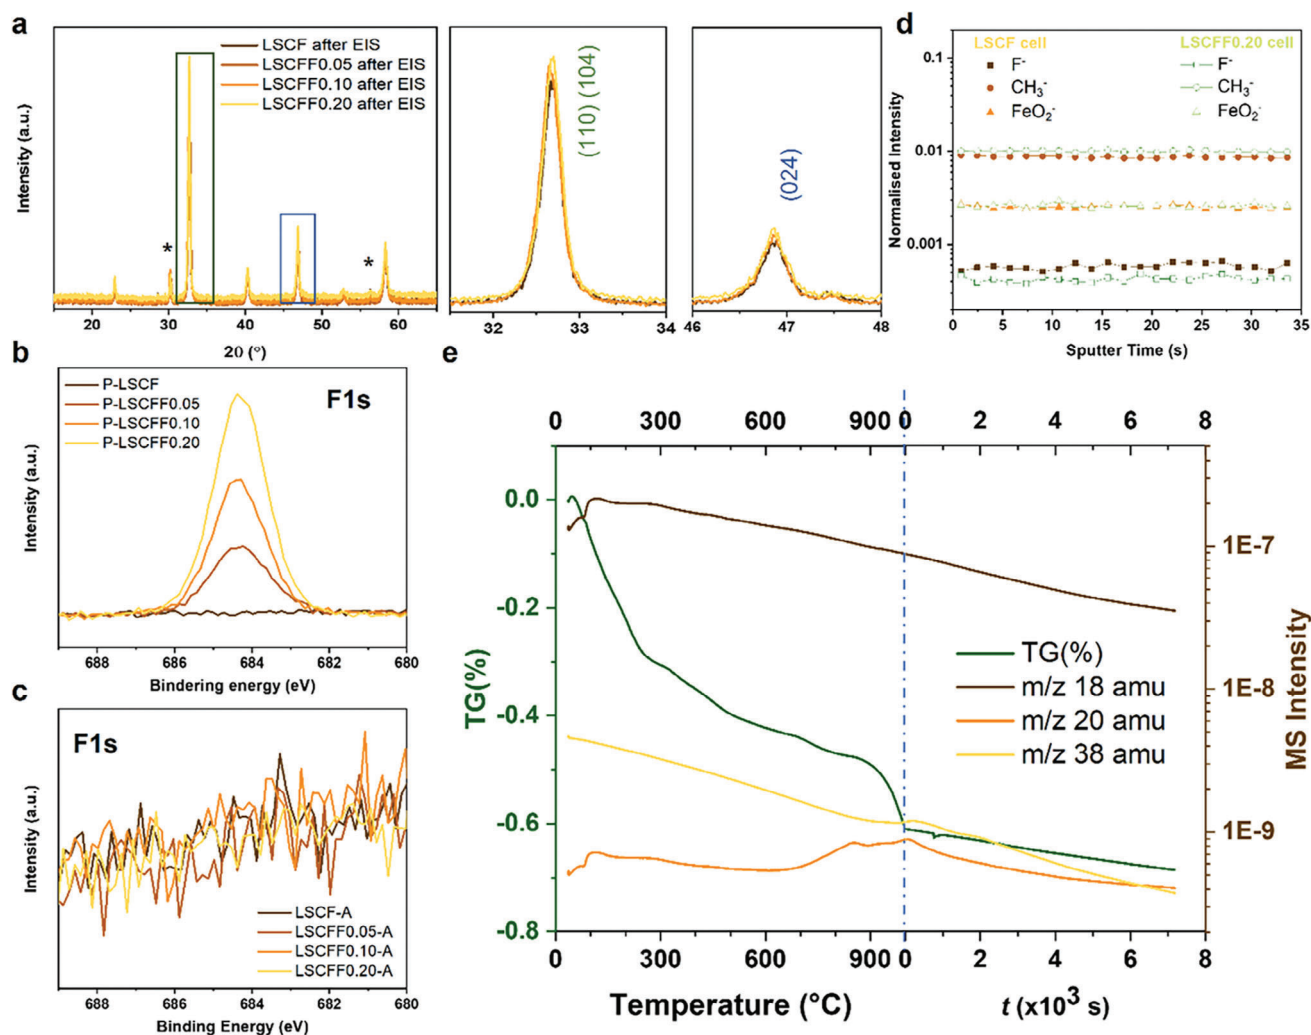 a
Intensity (a.u.)
LSCF after EIS
LSCFF0.05 after EIS
LSCFF0.10 after EIS
LSCFF0.20 after EIS
*
*
20 30 40 50 60
2θ (°)
(110) (104)
32 33 34
(024)
46 47 48
d
Normalised Intensity
0.1
0.01
0.001
LSCF cell
F-
CH3-
FeO2-
LSCFF0.20 cell
F-
CH3-
FeO2-
0 5 10 15 20 25 30 35
Sputter Time (s)
b
Intensity (a.u.)
P-LSCF
P-LSCFF0.05
P-LSCFF0.10
P-LSCFF0.20
F1s
688 686 684 682 680
Bindering energy (eV)
c
Intensity (a.u.)
F1s
LSCF-A
LSCFF0.05-A
LSCFF0.10-A
LSCFF0.20-A
688 686 684 682 680
Binding Energy (eV)
e
0 300 600 900 0 2 4 6 8
TG(%)
0.0
-0.2
-0.4
-0.6
-0.8
TG(%)
m/z 18 amu
m/z 20 amu
m/z 38 amu
1E-7
1E-8
1E-9
MS Intensity
0 300 600 900 0 2 4 6 8
Temperature (°C)
t (x10³ s)